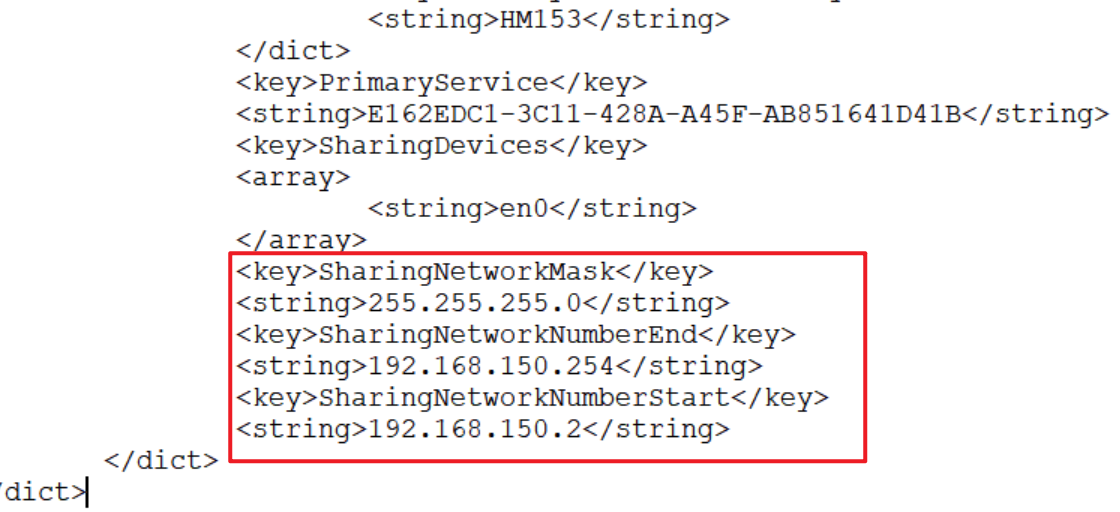 <string>HM153</string>
</dict>
<key>PrimaryService</key>
<string>E162EDC1-3C11-428A-A45F-AB851641D41B</string>
<key>SharingDevices</key>
<array>
<string>en0</string>
</array>
<key>SharingNetworkMask</key>
<string>255.255.255.0</string>
<key>SharingNetworkNumberEnd</key>
<string>192.168.150.254</string>
<key>SharingNetworkNumberStart</key>
<string>192.168.150.2</string>
</dict>
/dict>